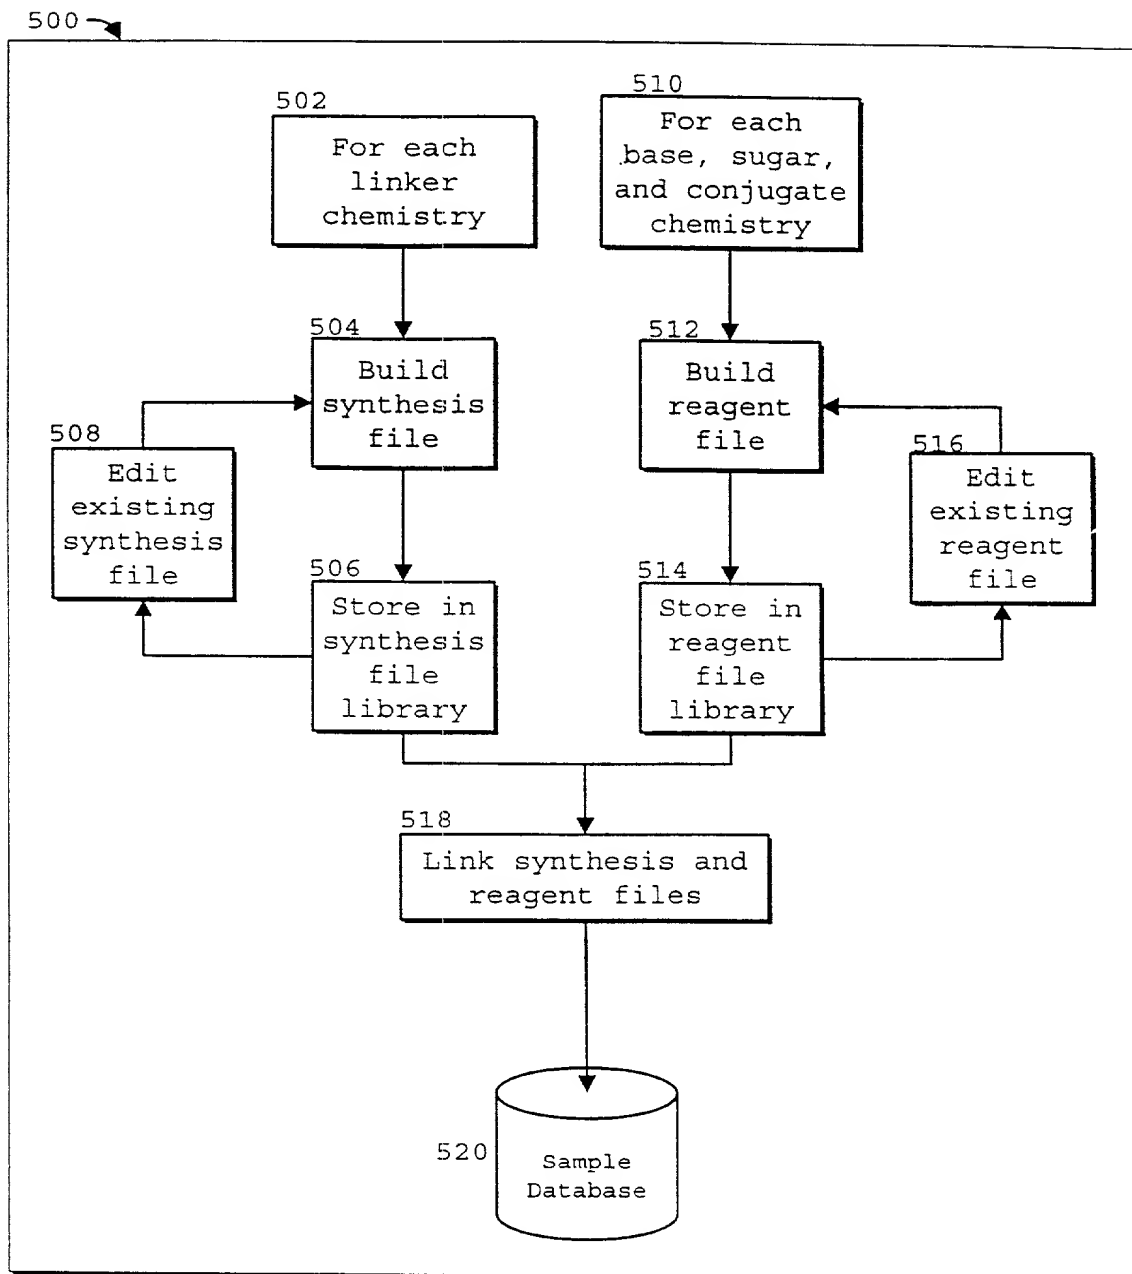 500
502
For each
linker
chemistry
510
For each
base, sugar,
and conjugate
chemistry
504
Build
synthesis
file
512
Build
reagent
file
508
Edit
existing
synthesis
file
516
Edit
existing
reagent
file
506
Store in
synthesis
file
library
514
Store in
reagent
file
library
518
Link synthesis and
reagent files
520
Sample
Database